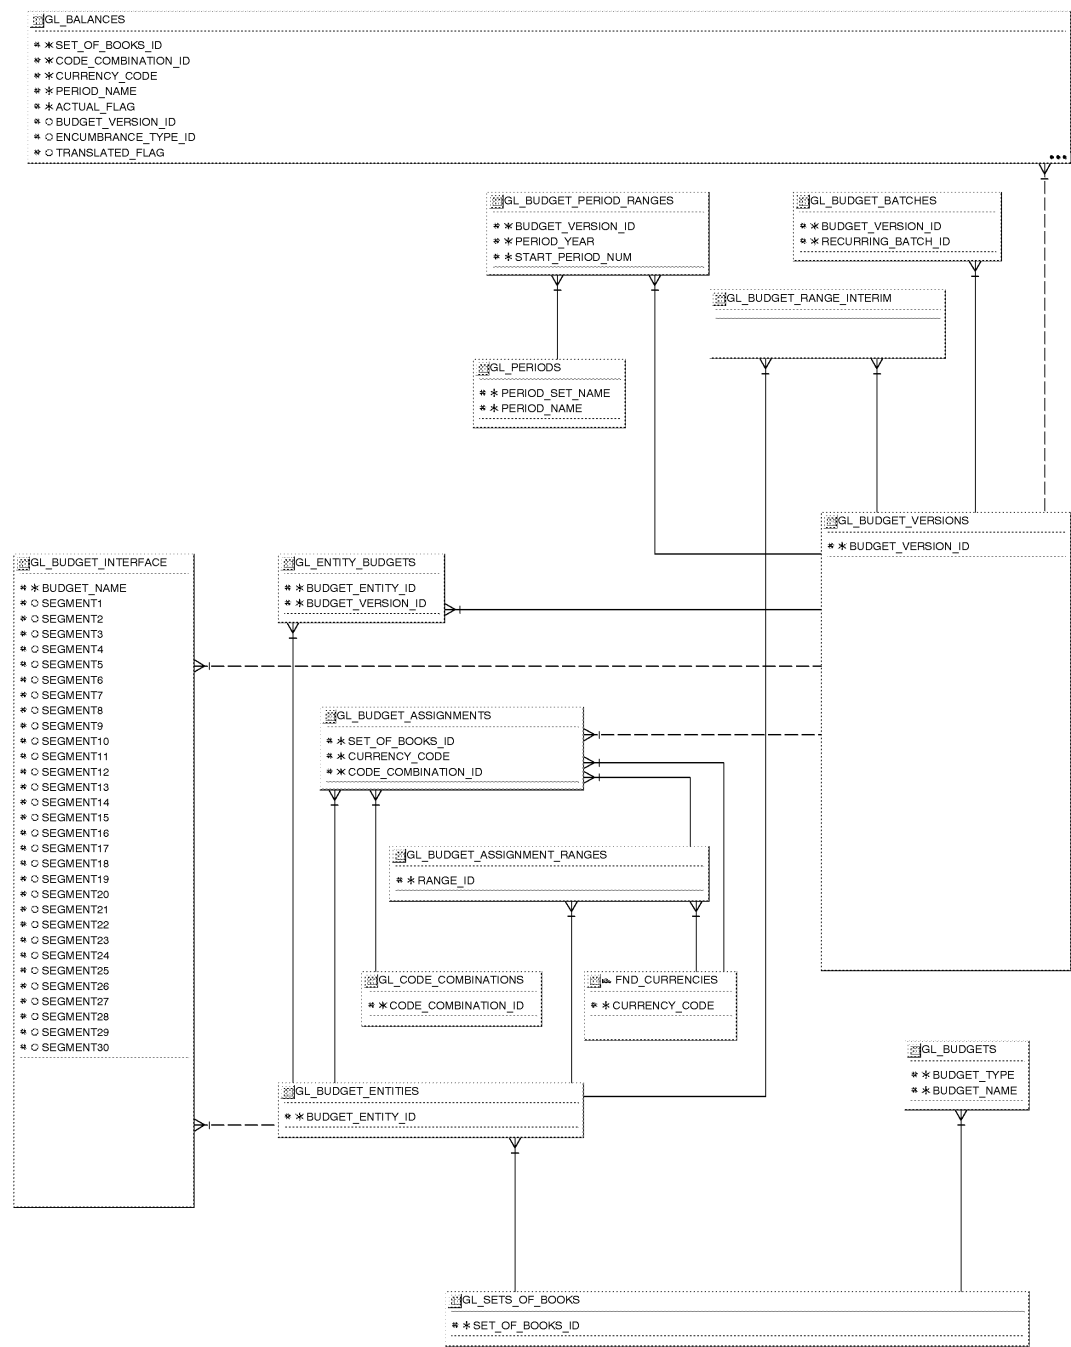 GL_BALANCES
SET_OF_BOOKS_ID
CODE_COMBINATION_ID
CURRENCY_CODE
PERIOD_NAME
ACTUAL_FLAG
BUDGET_VERSION_ID
ENCUMBRANCE_TYPE_ID
TRANSLATED_FLAG
GL_BUDGET_PERIOD_RANGES
BUDGET_VERSION_ID
PERIOD_YEAR
START_PERIOD_NUM
GL_BUDGET_BATCHES
BUDGET_VERSION_ID
RECURRING_BATCH_ID
GL_BUDGET_RANGE_INTERIM
GL_PERIODS
PERIOD_SET_NAME
PERIOD_NAME
GL_BUDGET_VERSIONS
BUDGET_VERSION_ID
GL_BUDGET_INTERFACE
BUDGET_NAME
SEGMENT1
SEGMENT2
SEGMENT3
SEGMENT4
SEGMENT5
SEGMENT6
SEGMENT7
SEGMENT8
SEGMENT9
SEGMENT10
SEGMENT11
SEGMENT12
SEGMENT13
SEGMENT14
SEGMENT15
SEGMENT16
SEGMENT17
SEGMENT18
SEGMENT19
SEGMENT20
SEGMENT21
SEGMENT22
SEGMENT23
SEGMENT24
SEGMENT25
SEGMENT26
SEGMENT27
SEGMENT28
SEGMENT29
SEGMENT30
GL_ENTITY_BUDGETS
BUDGET_ENTITY_ID
BUDGET_VERSION_ID
GL_BUDGET_ASSIGNMENTS
SET_OF_BOOKS_ID
CURRENCY_CODE
CODE_COMBINATION_ID
GL_BUDGET_ASSIGNMENT_RANGES
RANGE_ID
GL_CODE_COMBINATIONS
CODE_COMBINATION_ID
FND_CURRENCIES
CURRENCY_CODE
GL_BUDGETS
BUDGET_TYPE
BUDGET_NAME
GL_BUDGET_ENTITIES
BUDGET_ENTITY_ID
GL_SETS_OF_BOOKS
SET_OF_BOOKS_ID